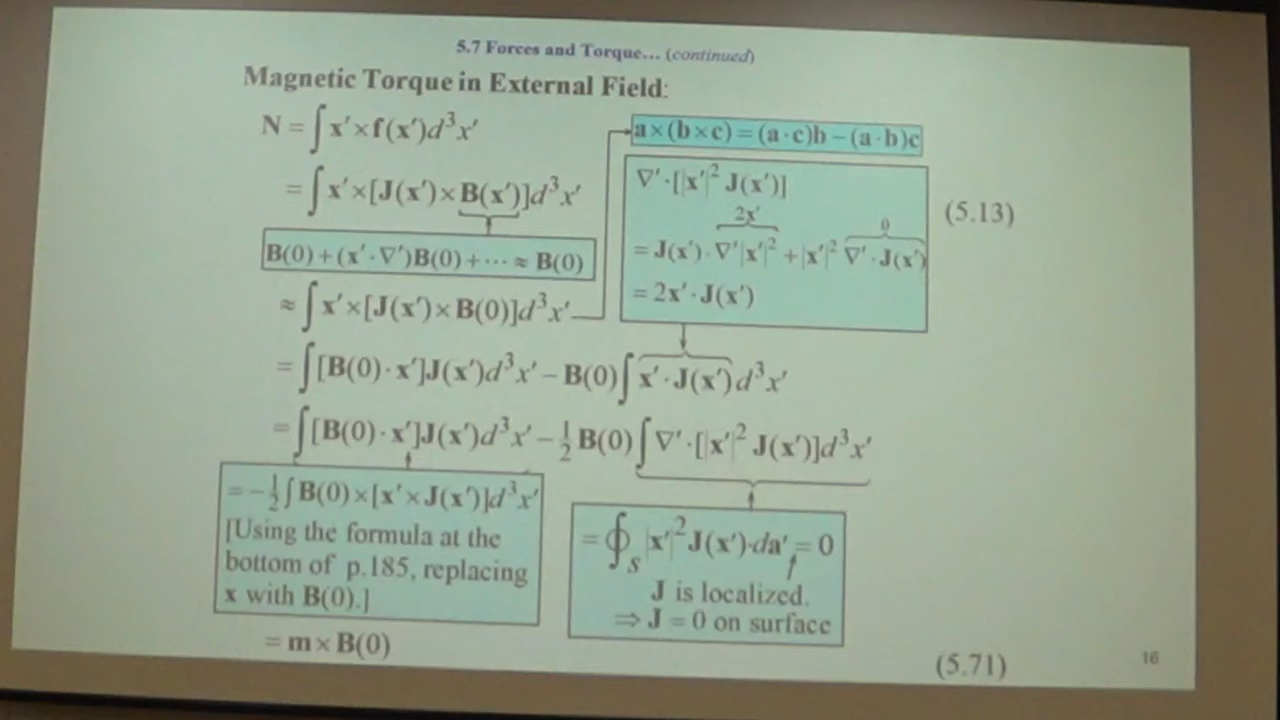 5.7 Forces and Torque... (continued)
Magnetic Torque in External Field:
N = ∫ x′ × f(x′)d³x′
= ∫ x′ × [J(x′) × B(x′)]d³x′
B(0) + (x′ · ∇′)B(0) + ··· ≈ B(0)
≈ ∫ x′ × [J(x′) × B(0)]d³x′
a × (b × c) = (a · c)b − (a · b)c
∇′ · [|x′|² J(x′)]
2x′ 0
= J(x′) · ∇′|x′|² + |x′|² ∇′ · J(x′)
= 2x′ · J(x′)
(5.13)
= ∫ [B(0) · x′]J(x′)d³x′ − B(0) ∫ x′ · J(x′)d³x′
= ∫ [B(0) · x′]J(x′)d³x′ − ½ B(0) ∫ ∇′ · [|x′|² J(x′)]d³x′
= −½ ∫ B(0) × [x′ × J(x′)]d³x′
[Using the formula at the
bottom of p.185, replacing
x with B(0).]
= ∮S |x′|² J(x′) · da′ = 0
J is localized.
⇒ J = 0 on surface
= m × B(0)
(5.71)
16